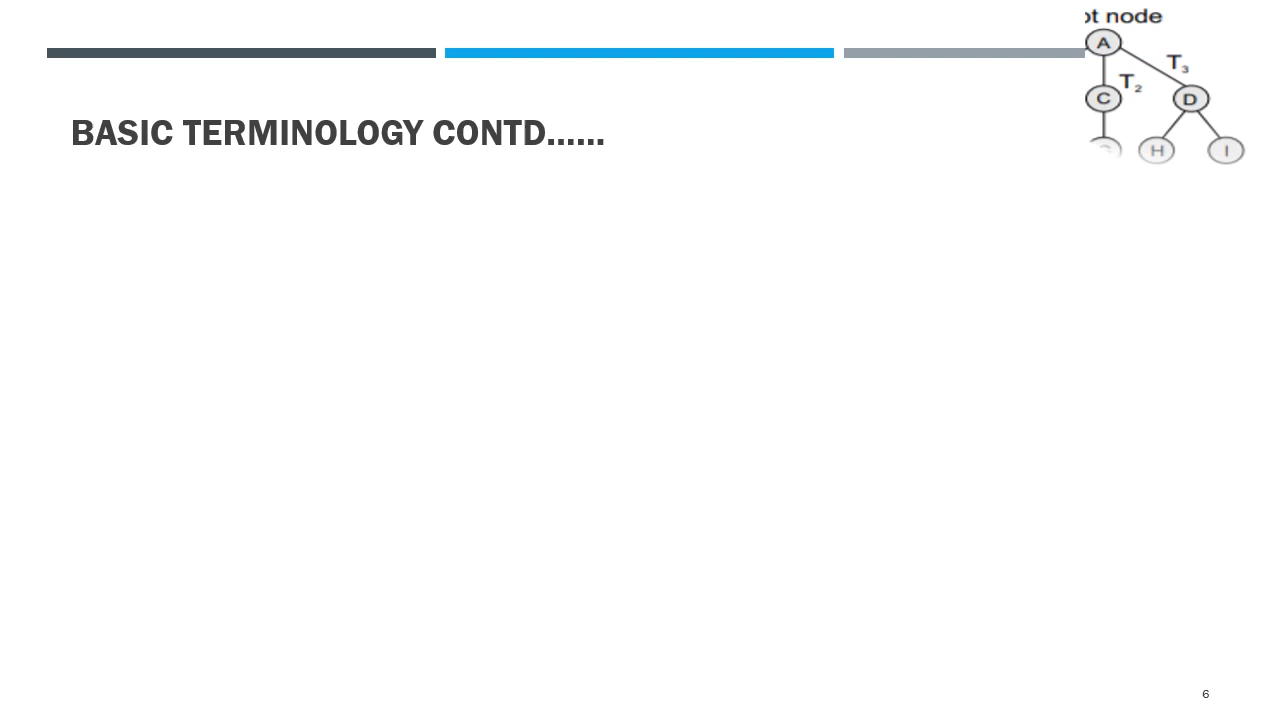 ot node
A
T3
T2
C
D
H
I
BASIC TERMINOLOGY CONTD......
6